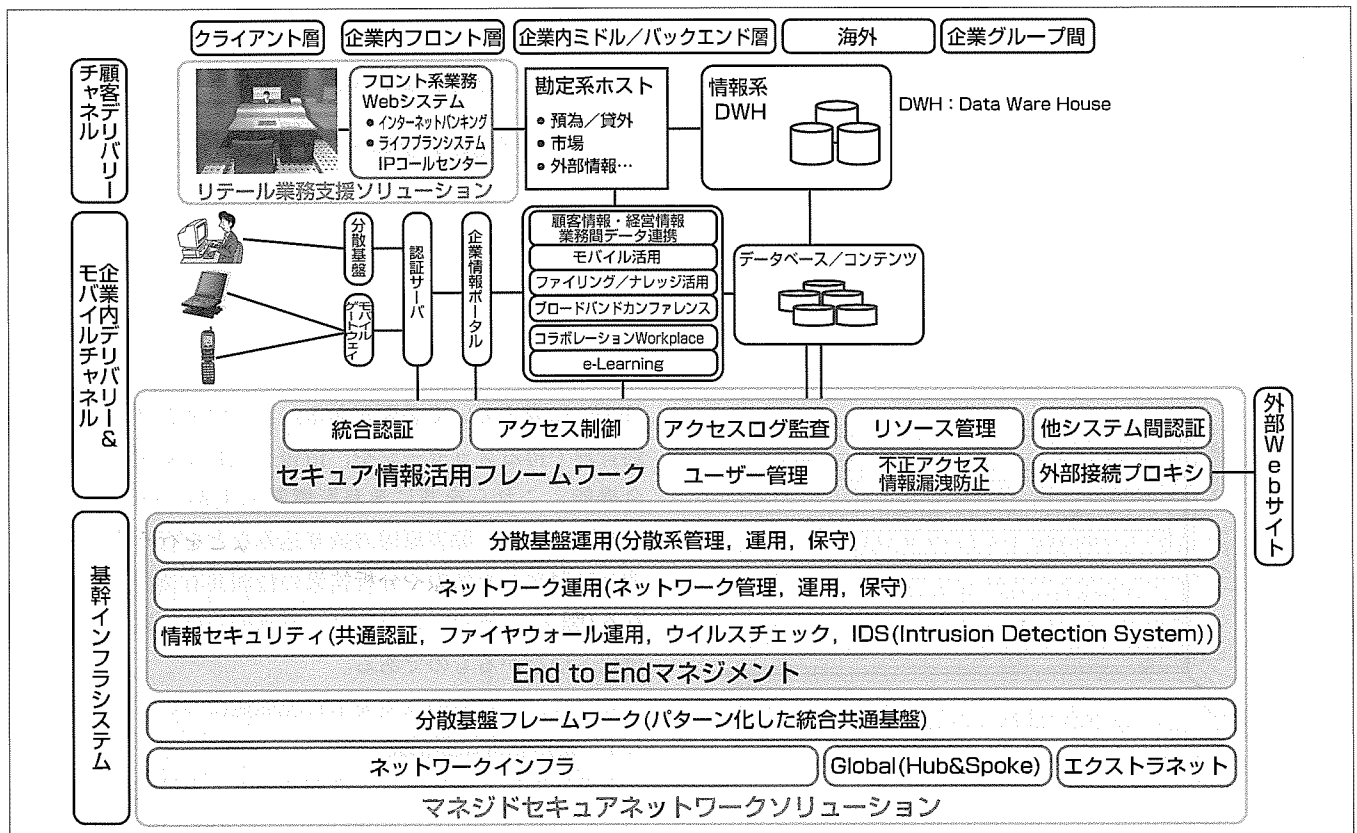 クライアント層
企業内フロント層
企業内ミドル／バックエンド層
海外
企業グループ間
顧客デリバリー
チャネル
フロント系業務
Webシステム
●インターネットバンキング
●ライフプランシステム
IPコールセンター
リテール業務支援ソリューション
勘定系ホスト
●預為／貸外
●市場
●外部情報…
情報系
DWH
DWH：Data Ware House
企業内デリバリー&
モバイルチャネル
分散基盤
モバイル
ゲートウェイ
認証サーバ
企業情報ポータル
顧客情報・経営情報
業務間データ連携
モバイル活用
ファイリング／ナレッジ活用
ブロードバンドカンファレンス
コラボレーションWorkplace
e-Learning
データベース／コンテンツ
統合認証
アクセス制御
アクセスログ監査
リソース管理
他システム間認証
セキュア情報活用フレームワーク
ユーザー管理
不正アクセス
情報漏洩防止
外部接続プロキシ
外部Webサイト
基幹インフラシステム
分散基盤運用(分散系管理，運用，保守)
ネットワーク運用(ネットワーク管理，運用，保守)
情報セキュリティ(共通認証，ファイヤウォール運用，ウイルスチェック，IDS(Intrusion Detection System))
End to Endマネジメント
分散基盤フレームワーク(パターン化した統合共通基盤)
ネットワークインフラ
Global(Hub&Spoke)
エクストラネット
マネジドセキュアネットワークソリューション